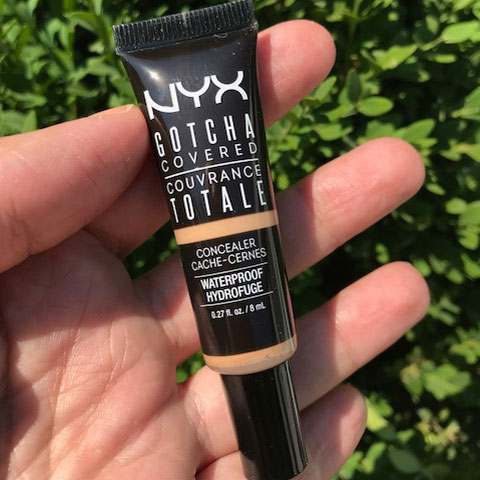 NYX
GOTCHA
COVERED
COUVRANCE
TOTALE
CONCEALER
CACHE-CERNES
WATERPROOF
HYDROFUGE
0.27 fl. oz. / 8 mL